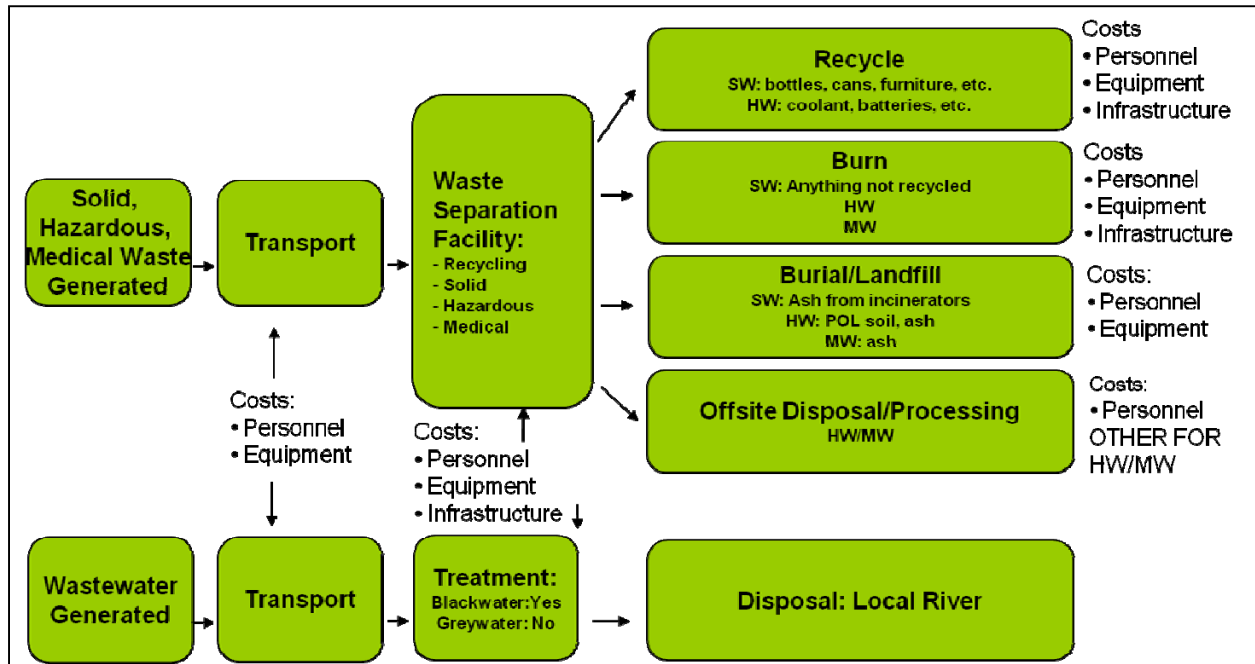 Solid,
Hazardous,
Medical Waste
Generated
Transport
Waste
Separation
Facility:
- Recycling
- Solid
- Hazardous
- Medical
Recycle
SW: bottles, cans, furniture, etc.
HW: coolant, batteries, etc.
Costs
• Personnel
• Equipment
• Infrastructure
Burn
SW: Anything not recycled
HW
MW
Costs
• Personnel
• Equipment
• Infrastructure
Burial/Landfill
SW: Ash from incinerators
HW: POL soil, ash
MW: ash
Costs:
• Personnel
• Equipment
Offsite Disposal/Processing
HW/MW
Costs:
• Personnel
OTHER FOR
HW/MW
Costs:
• Personnel
• Equipment
Costs:
• Personnel
• Equipment
• Infrastructure
Wastewater
Generated
Transport
Treatment:
Blackwater:Yes
Greywater: No
Disposal: Local River